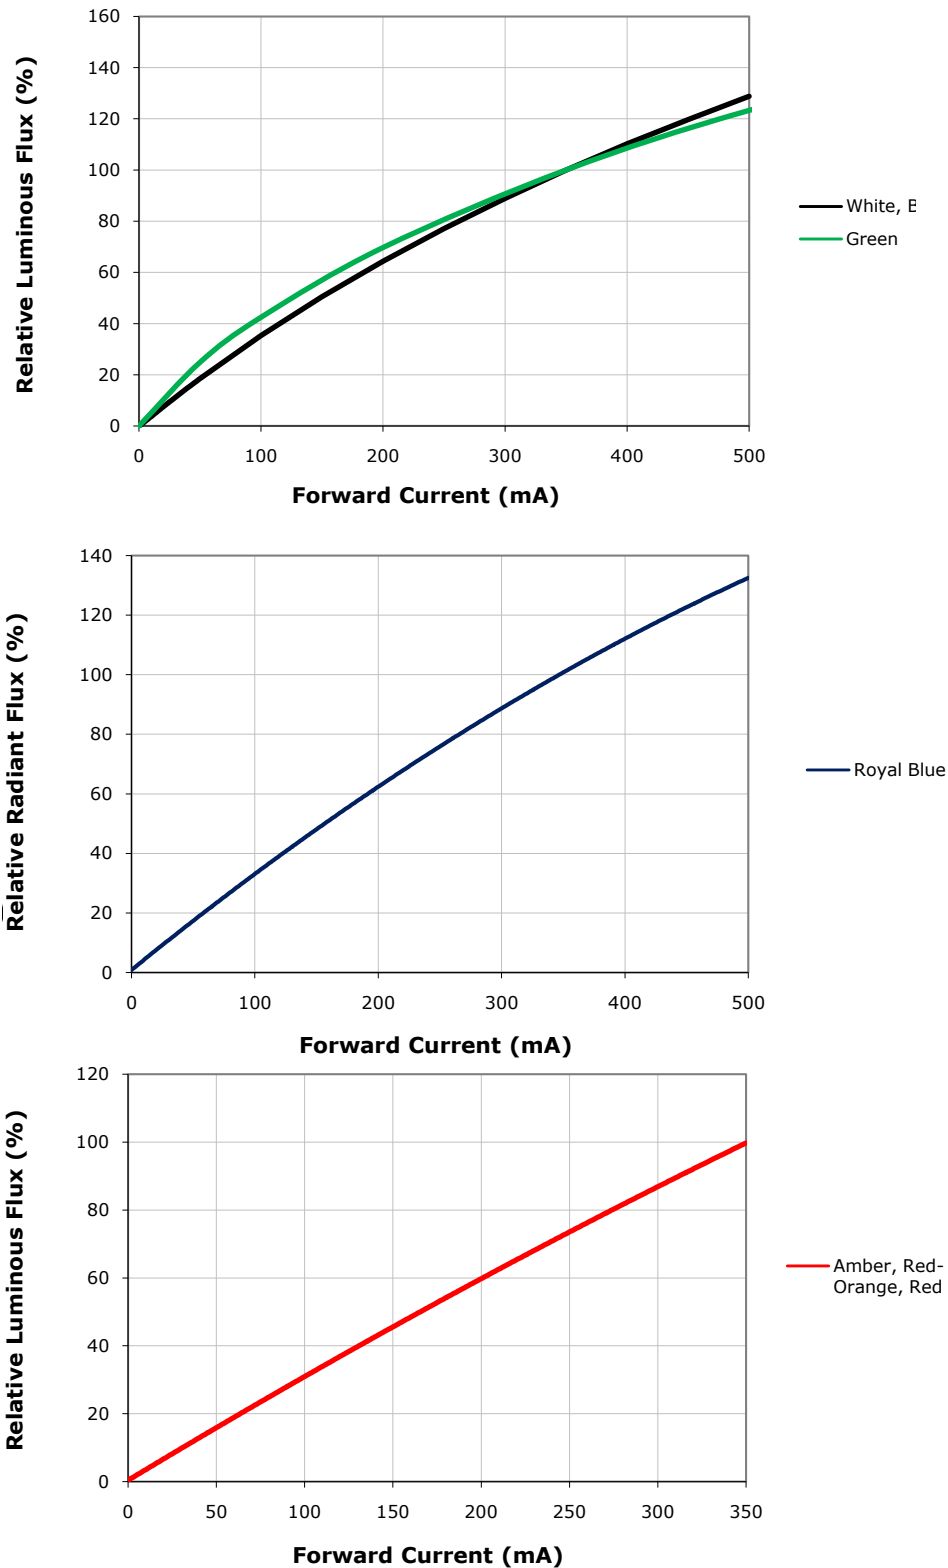 160
140
120
100
80
60
40
20
0
Relative Luminous Flux (%)
0 100 200 300 400 500
Forward Current (mA)
White, B
Green
140
120
100
80
60
40
20
0
Relative Radiant Flux (%)
0 100 200 300 400 500
Forward Current (mA)
Royal Blue
120
100
80
60
40
20
0
Relative Luminous Flux (%)
0 50 100 150 200 250 300 350
Forward Current (mA)
Amber, Red-
Orange, Red